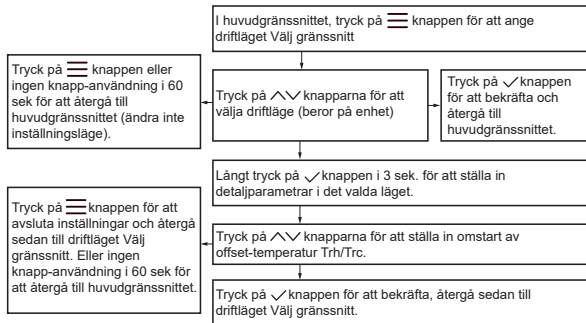 I huvudgränssnittet, tryck på knappen för att ange
driftläget Välj gränssnitt
Tryck på knappen eller
ingen knapp-användning i 60
sek för att återgå till
huvudgränssnittet (ändra inte
inställningsläge).
Tryck på knapparna för att
välja driftläge (beror på enhet)
Tryck på ✓ knappen
för att bekräfta och
återgå till
huvudgränssnittet.
Långt tryck på ✓ knappen i 3 sek. för att ställa in
detaljparametrar i det valda läget.
Tryck på knappen för att
avsluta inställningar och återgå
sedan till driftläget Välj
gränssnitt. Eller ingen
knapp-användning i 60 sek för
att återgå till huvudgränssnittet.
Tryck på knapparna för att ställa in omstart av
offset-temperatur Trh/Trc.
Tryck på ✓ knappen för att bekräfta, återgå sedan till
driftläget Välj gränssnitt.